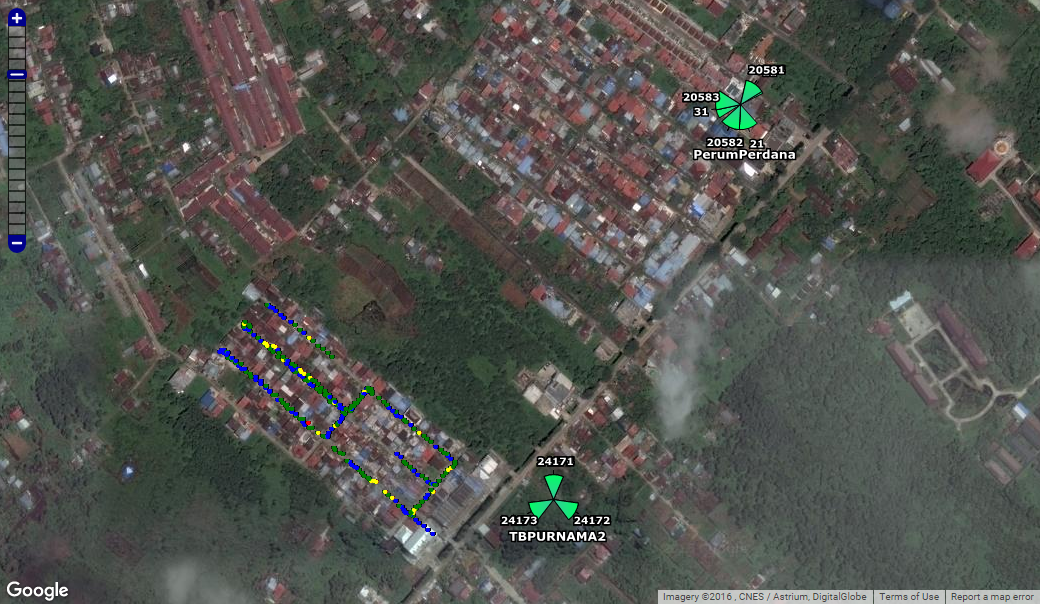 20581
20583
31
20582 21
PerumPerdana
24171
24173 24172
TBPURNAMA2
Google
Imagery ©2016 , CNES / Astrium, DigitalGlobe Terms of Use Report a map error